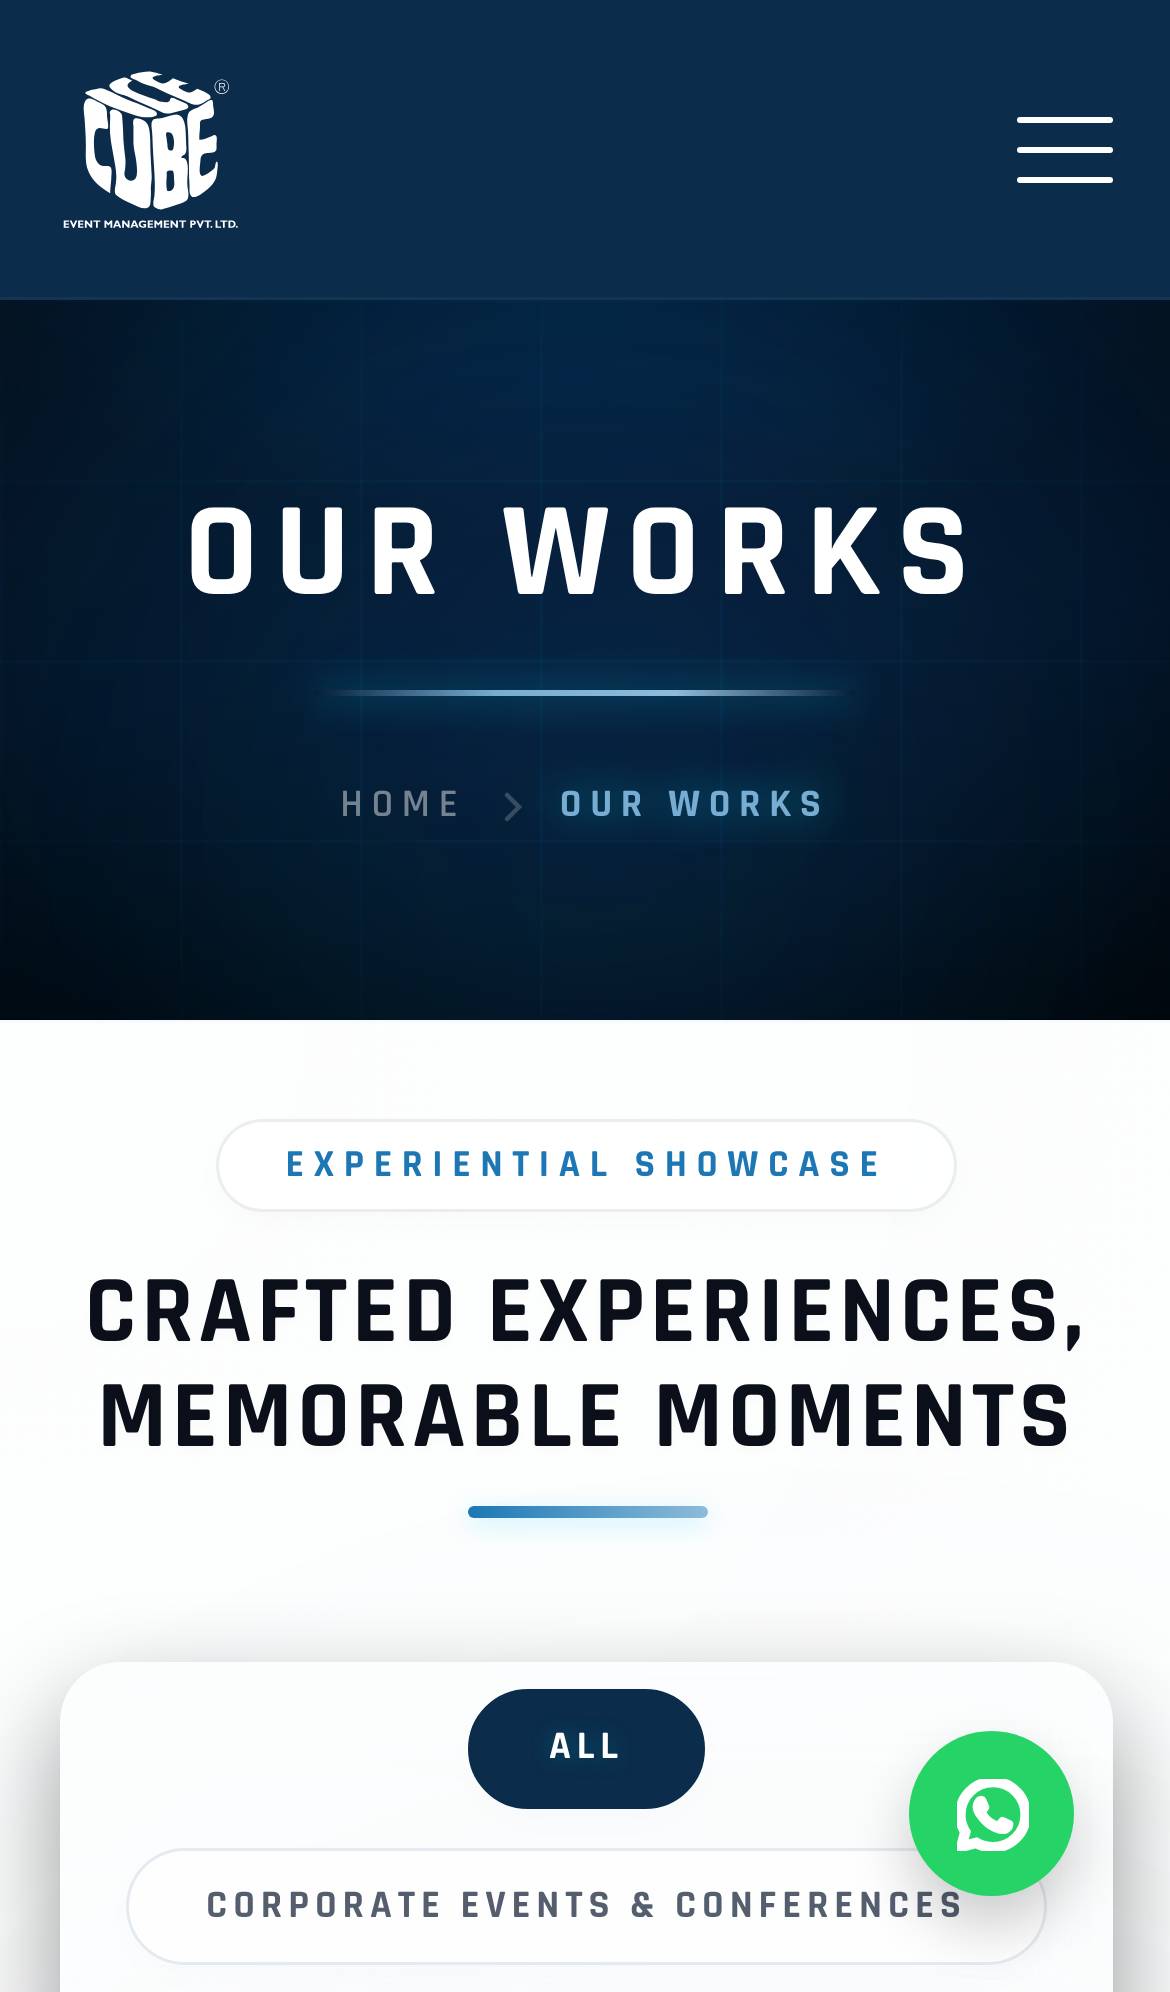 ICE
CUBE
®
EVENT MANAGEMENT PVT. LTD.
OUR WORKS
HOME > OUR WORKS
EXPERIENTIAL SHOWCASE
CRAFTED EXPERIENCES,
MEMORABLE MOMENTS
ALL
CORPORATE EVENTS & CONFERENCES